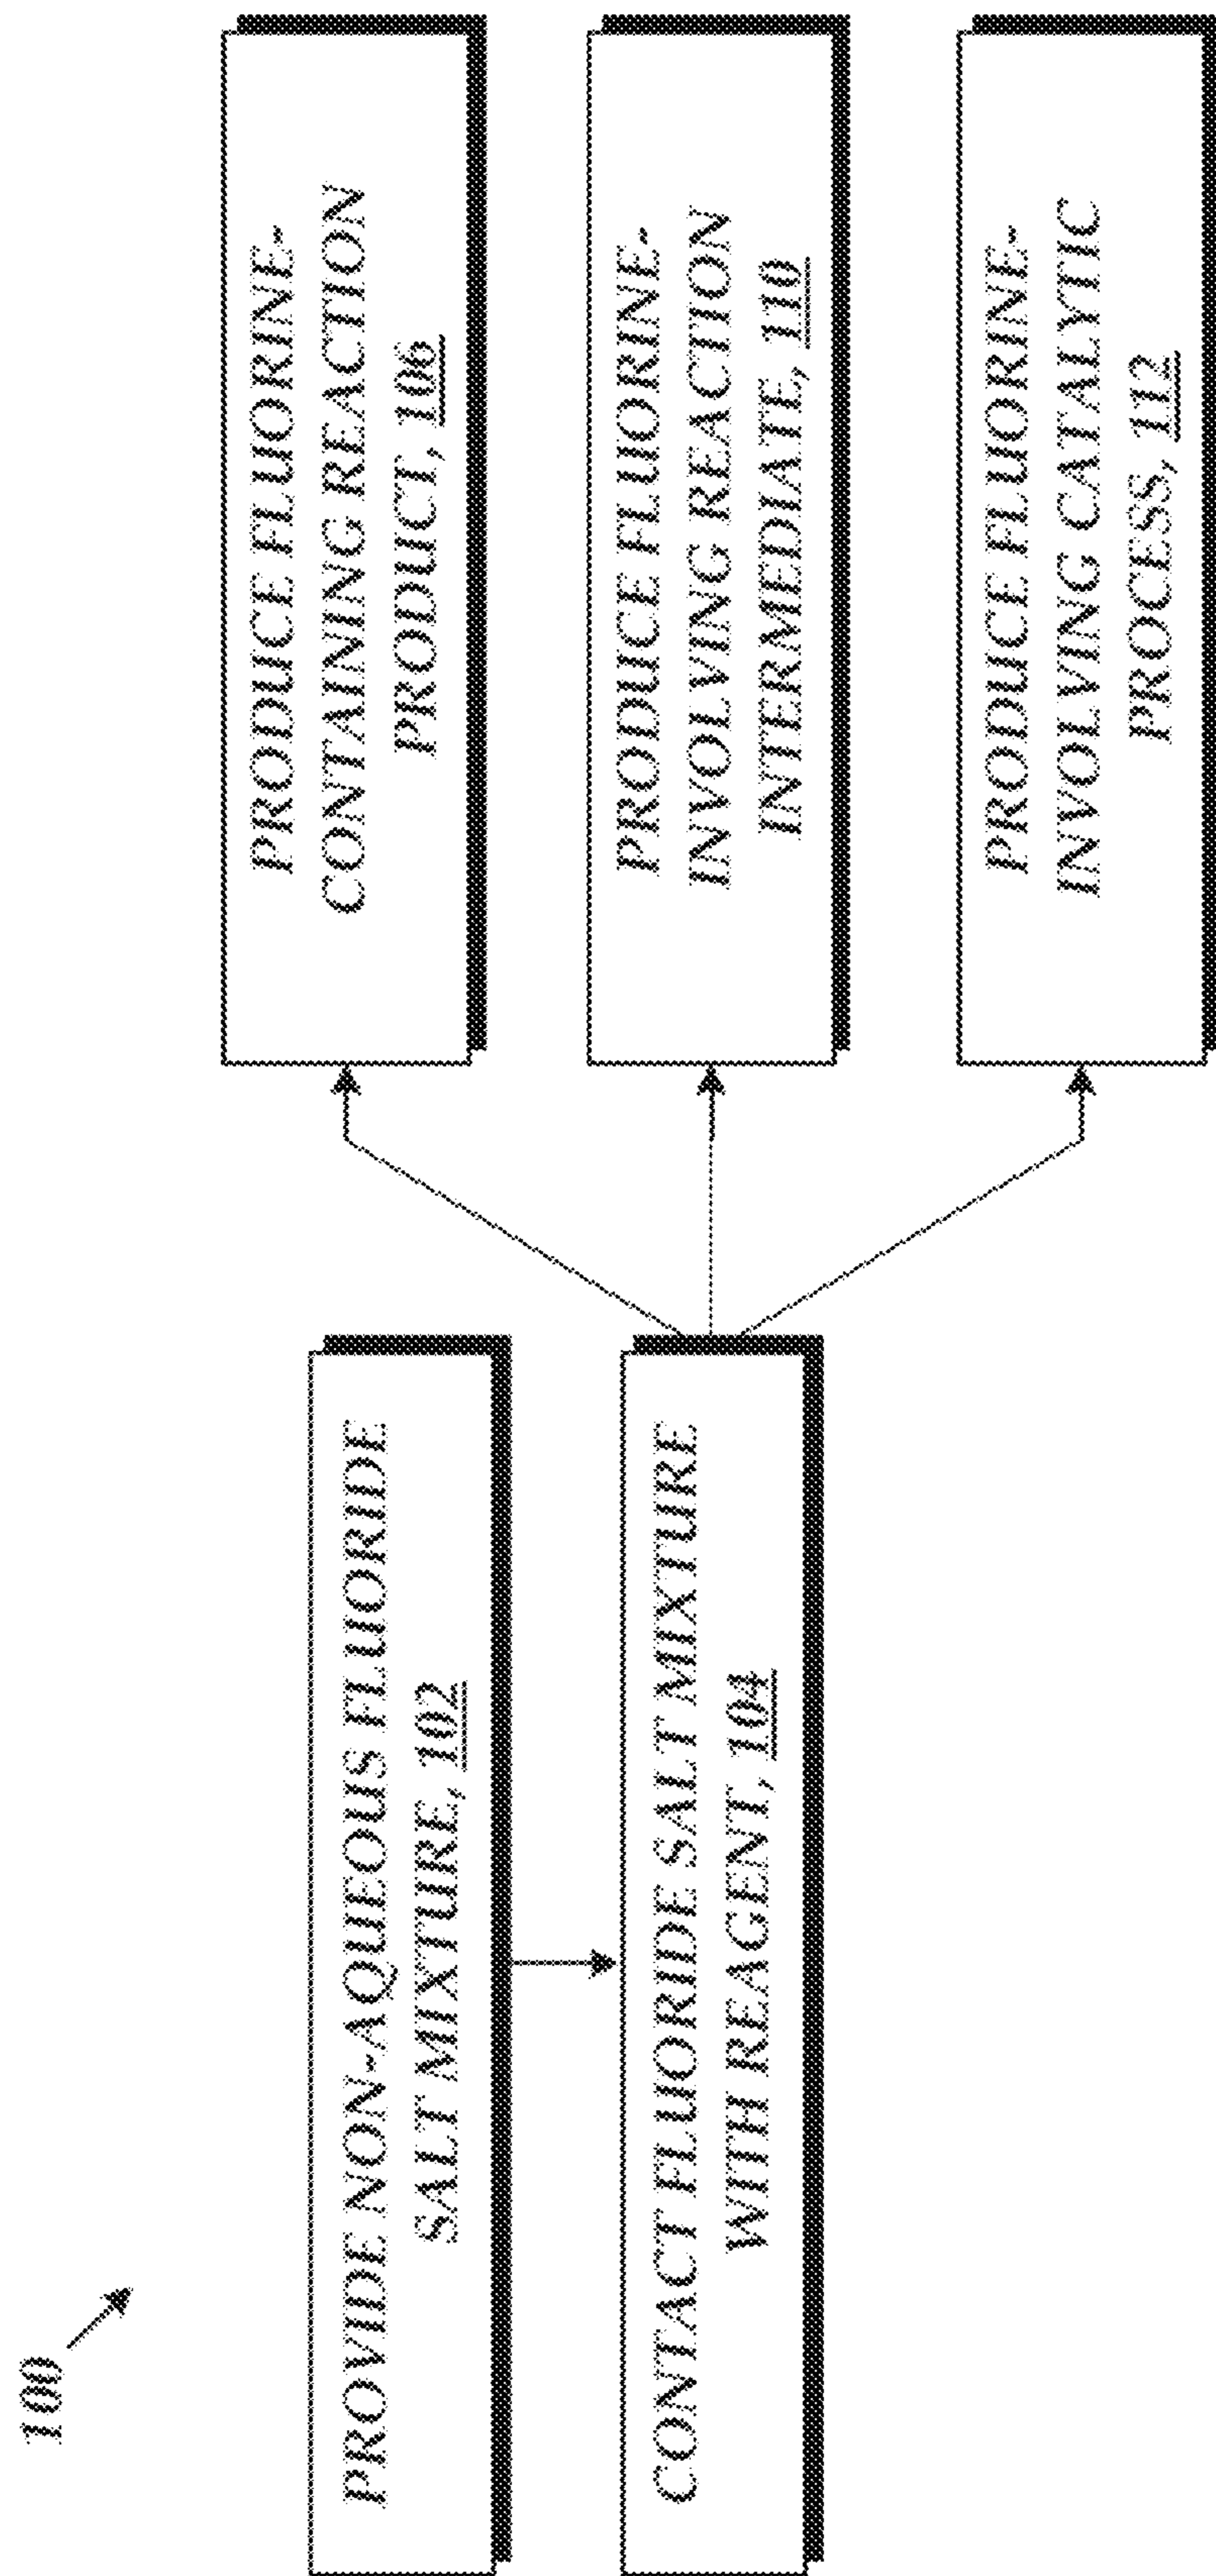 100
PROVIDE NON-AQUEOUS FLUORIDE
SALT MIXTURE, 102
CONTACT FLUORIDE SALT MIXTURE
WITH REAGENT, 104
PRODUCE FLUORINE-
CONTAINING REACTION
PRODUCT, 106
PRODUCE FLUORINE-
INVOLVING REACTION
INTERMEDIATE, 110
PRODUCE FLUORINE-
INVOLVING CATALYTIC
PROCESS, 112